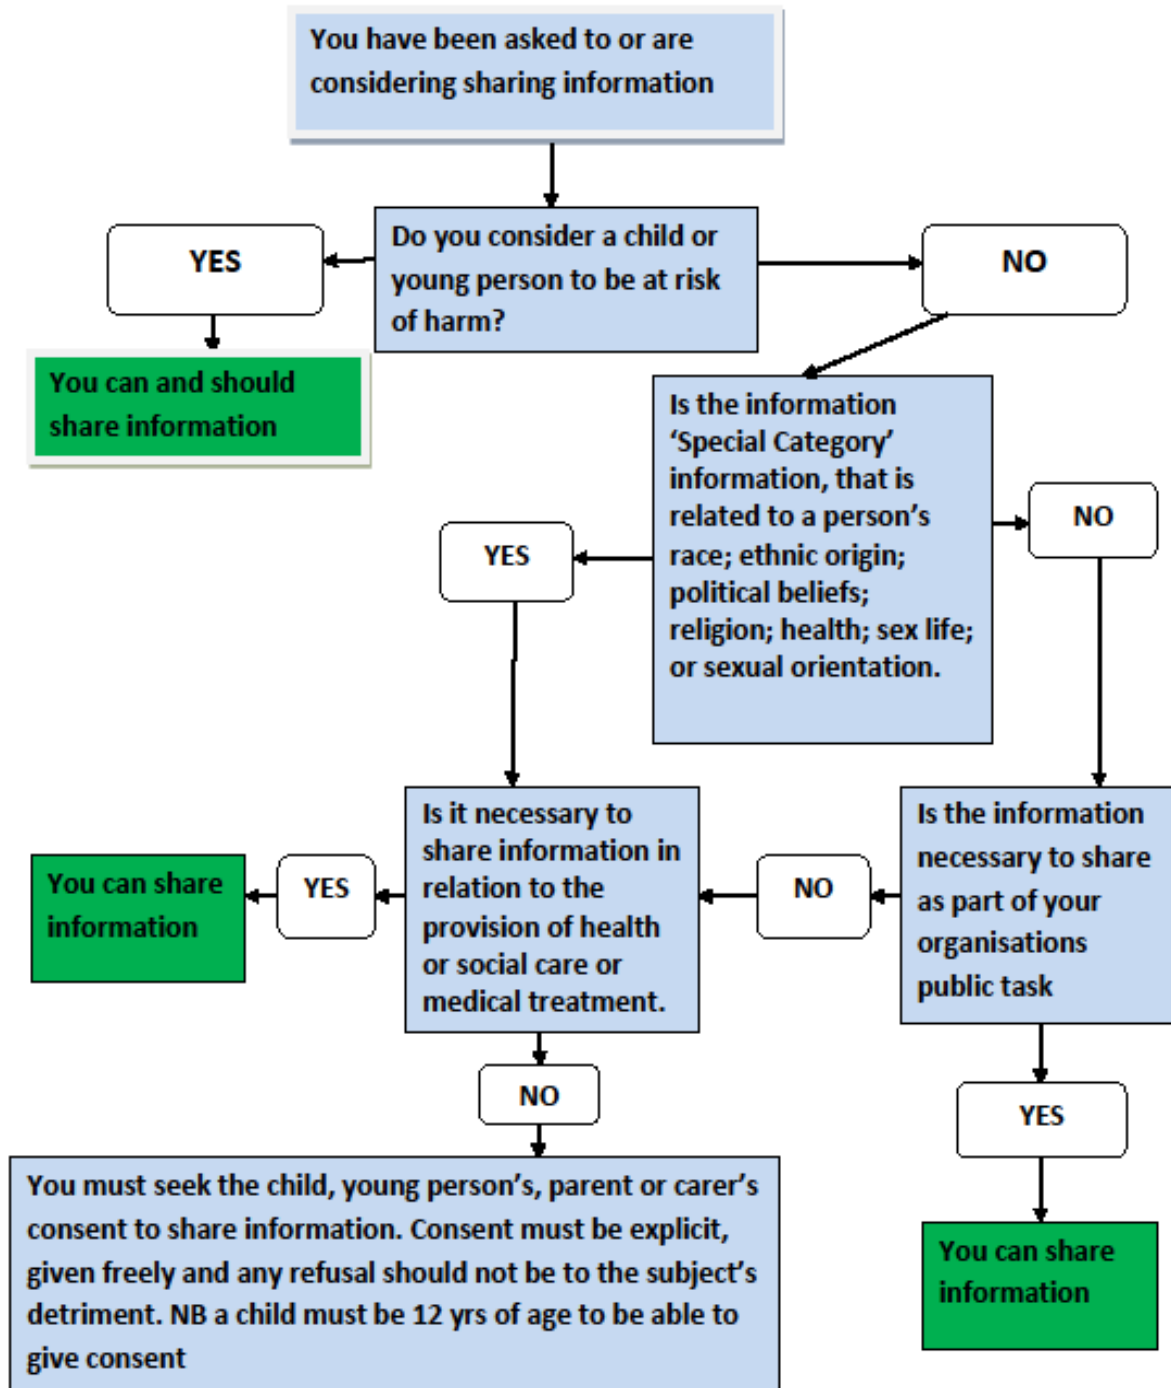 You have been asked to or are
considering sharing information
Do you consider a child or
young person to be at risk
of harm?
YES
NO
You can and should
share information
Is the information
‘Special Category’
information, that is
related to a person’s
race; ethnic origin;
political beliefs;
religion; health; sex life;
or sexual orientation.
YES
NO
Is it necessary to
share information in
relation to the
provision of health
or social care or
medical treatment.
Is the information
necessary to share
as part of your
organisations
public task
NO
YES
You can share
information
NO
YES
You must seek the child, young person’s, parent or carer’s
consent to share information. Consent must be explicit,
given freely and any refusal should not be to the subject’s
detriment. NB a child must be 12 yrs of age to be able to
give consent
You can share
information